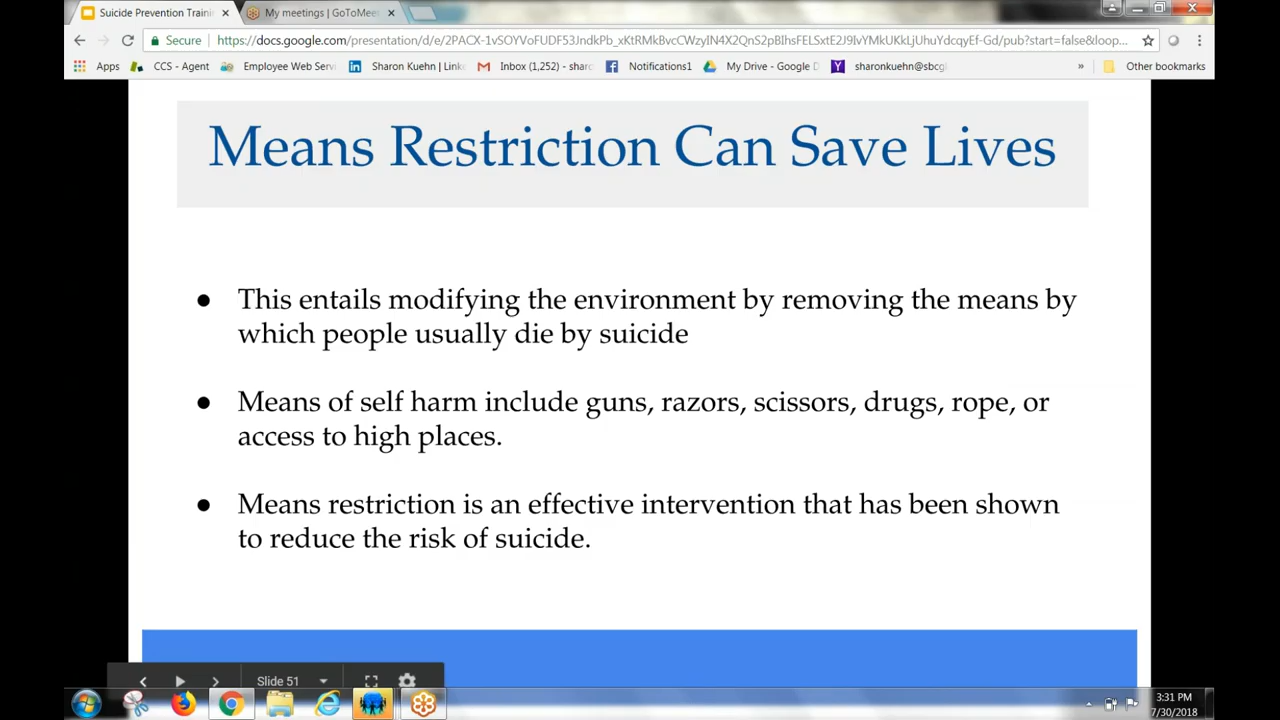 Suicide Prevention Traini
My meetings | GoToMee
Secure
https://docs.google.com/presentation/d/e/2PACX-1vSOYVoFUDF53JndkPb_xKtRMkBvcCWzyIN4X2QnS2pBlhsFELSxtE2J9lvYMkUKkLjUhuYdcqyEf-Gd/pub?start=false&loop...
Apps CCS - Agent Employee Web Serv Sharon Kuehn | Link Inbox (1,252) - sharo Notifications1 My Drive - Google D sharonkuehn@sbcg » Other bookmarks
Means Restriction Can Save Lives
● This entails modifying the environment by removing the means by
which people usually die by suicide
● Means of self harm include guns, razors, scissors, drugs, rope, or
access to high places.
● Means restriction is an effective intervention that has been shown
to reduce the risk of suicide.
Slide 51
3:31 PM
7/30/2018